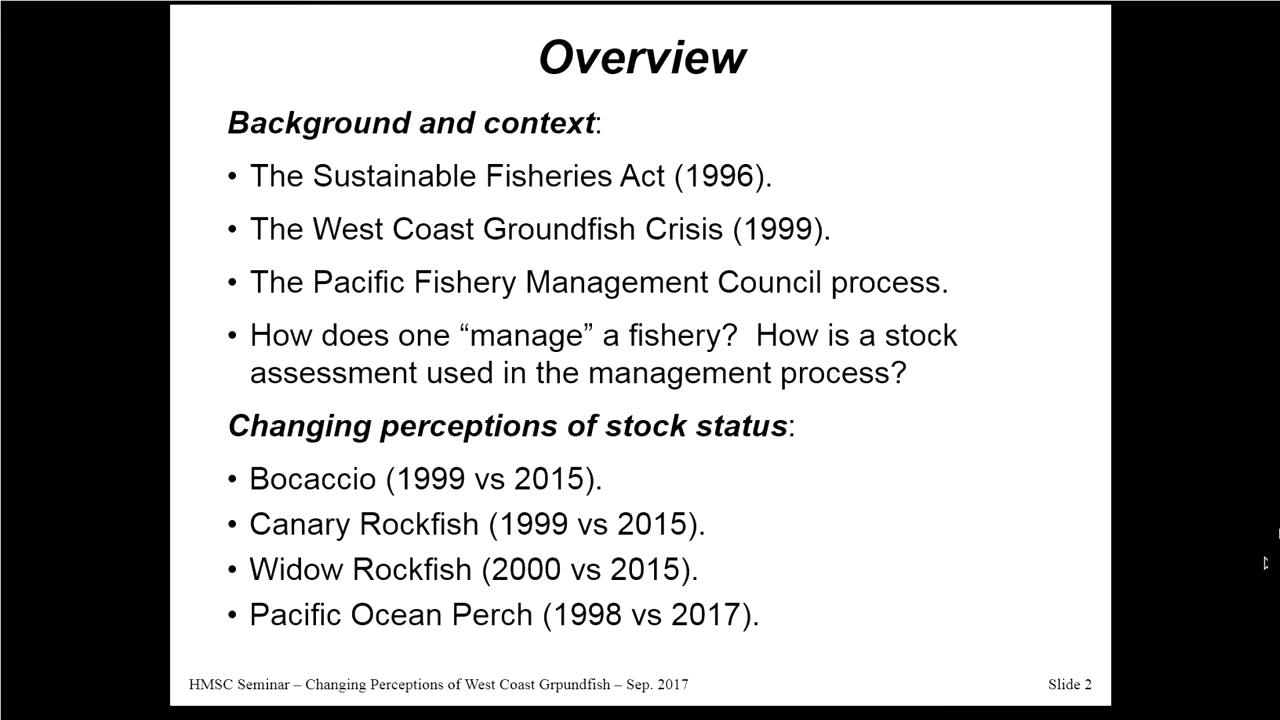 Overview
Background and context:
• The Sustainable Fisheries Act (1996).
• The West Coast Groundfish Crisis (1999).
• The Pacific Fishery Management Council process.
• How does one “manage” a fishery?  How is a stock
assessment used in the management process?
Changing perceptions of stock status:
• Bocaccio (1999 vs 2015).
• Canary Rockfish (1999 vs 2015).
• Widow Rockfish (2000 vs 2015).
• Pacific Ocean Perch (1998 vs 2017).
HMSC Seminar – Changing Perceptions of West Coast Grpundfish – Sep. 2017
Slide 2